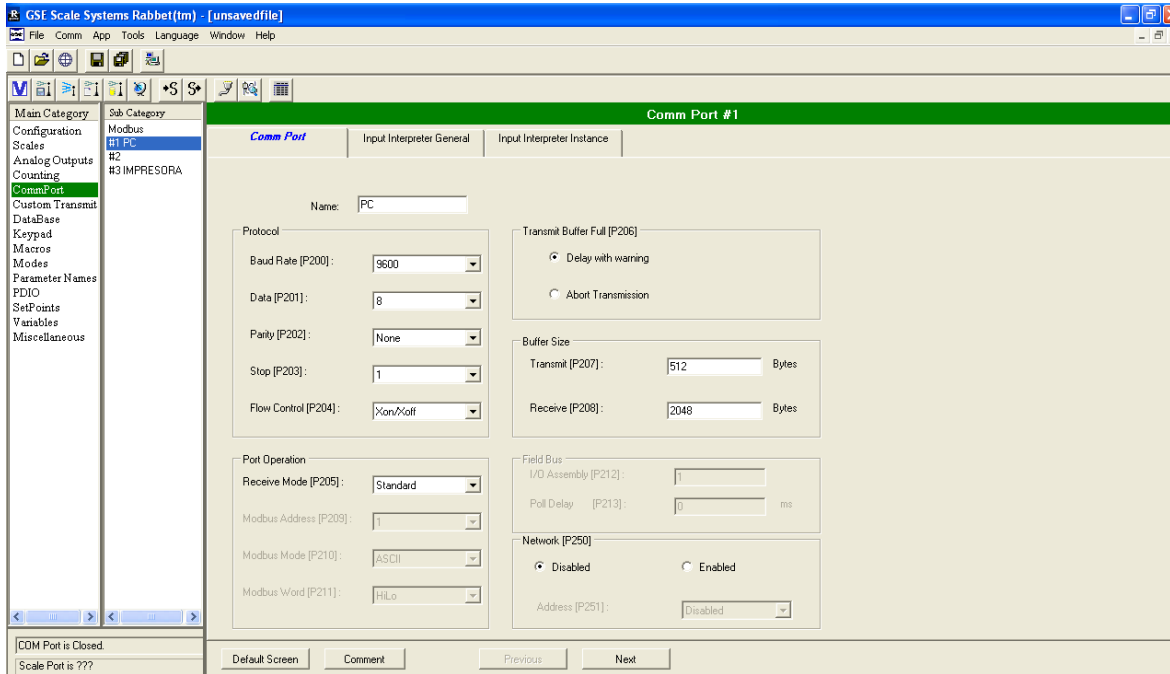 GSE Scale Systems Rabbet(tm) - [unsavedfile]
File Comm App Tools Language Window Help
Main Category
Configuration
Scales
Analog Outputs
Counting
CommPort
Custom Transmit
DataBase
Keypad
Macros
Modes
Parameter Names
PDIO
SetPoints
Variables
Miscellaneous
Sub Category
Modbus
#1 PC
#2
#3 IMPRESORA
Comm Port #1
Comm Port Input Interpreter General Input Interpreter Instance
Name: PC
Protocol
Baud Rate [P200] : 9600
Data [P201] : 8
Parity [P202] : None
Stop [P203] : 1
Flow Control [P204] : Xon/Xoff
Transmit Buffer Full [P206]
Delay with warning
Abort Transmission
Buffer Size
Transmit [P207] : 512 Bytes
Receive [P208] : 2048 Bytes
Port Operation
Receive Mode [P205] : Standard
Modbus Address [P209] : 1
Modbus Mode [P210] : ASCII
Modbus Word [P211] : HiLo
Field Bus
I/O Assembly [P212] : 1
Poll Delay [P213] : 0 ms
Network [P250]
Disabled Enabled
Address [P251] : Disabled
COM Port is Closed.
Scale Port is ???
Default Screen Comment Previous Next